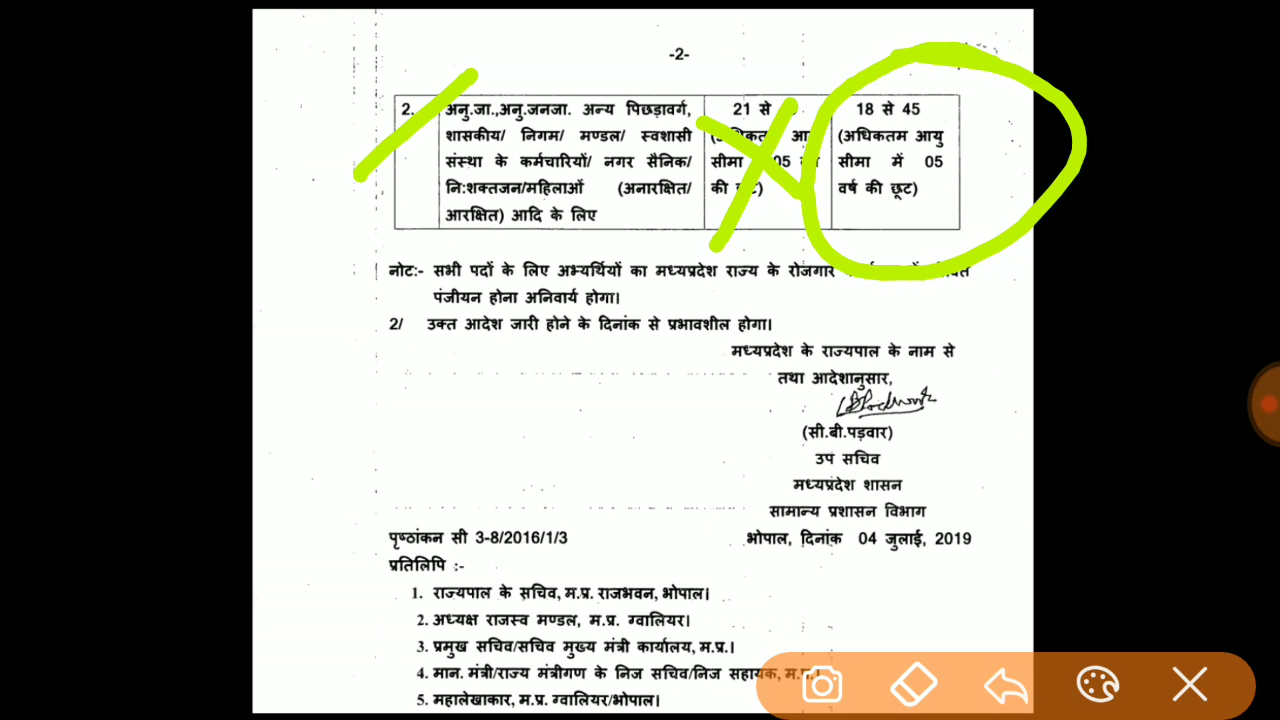 -2-
2. अनु.जा.,अनु.जनजा. अन्य पिछड़ावर्ग,
शासकीय/ निगम/ मण्डल/ स्वशासी
संस्था के कर्मचारियों/ नगर सैनिक/
नि:शक्तजन/महिलाओं (अनारक्षित/
आरक्षित) आदि के लिए
21 से
सीमा 05
की
18 से 45
(अधिकतम आयु
सीमा में 05
वर्ष की छूट)
नोट:- सभी पदों के लिए अभ्यर्थियों का मध्यप्रदेश राज्य के रोजगार
पंजीयन होना अनिवार्य होगा।
2/ उक्त आदेश जारी होने के दिनांक से प्रभावशील होगा।
मध्यप्रदेश के राज्यपाल के नाम से
तथा आदेशानुसार,
(सी.बी.पड़वार)
उप सचिव
मध्यप्रदेश शासन
सामान्य प्रशासन विभाग
पृष्ठांकन सी 3-8/2016/1/3 भोपाल, दिनांक 04 जुलाई, 2019
प्रतिलिपि :-
1. राज्यपाल के सचिव, म.प्र. राजभवन, भोपाल।
2. अध्यक्ष राजस्व मण्डल, म.प्र. ग्वालियर।
3. प्रमुख सचिव/सचिव मुख्य मंत्री कार्यालय, म.प्र.।
4. मान. मंत्री/राज्य मंत्रीगण के निज सचिव/निज सहायक, म.प्र.।
5. महालेखाकार, म.प्र. ग्वालियर/भोपाल।